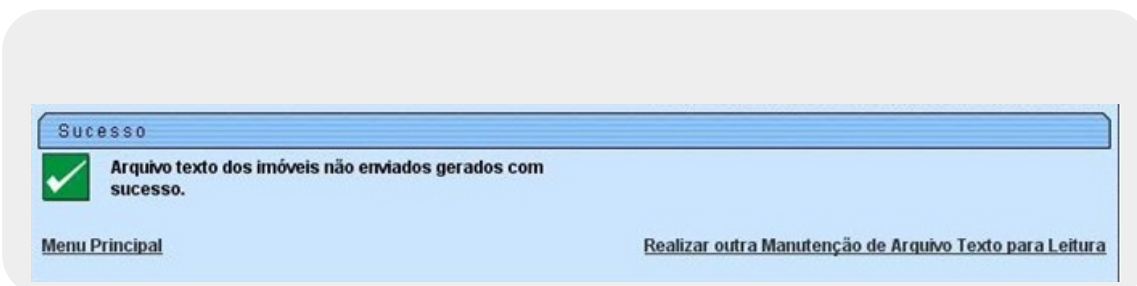 Sucesso
Arquivo texto dos imóveis não enviados gerados com
sucesso.
Menu Principal
Realizar outra Manutenção de Arquivo Texto para Leitura